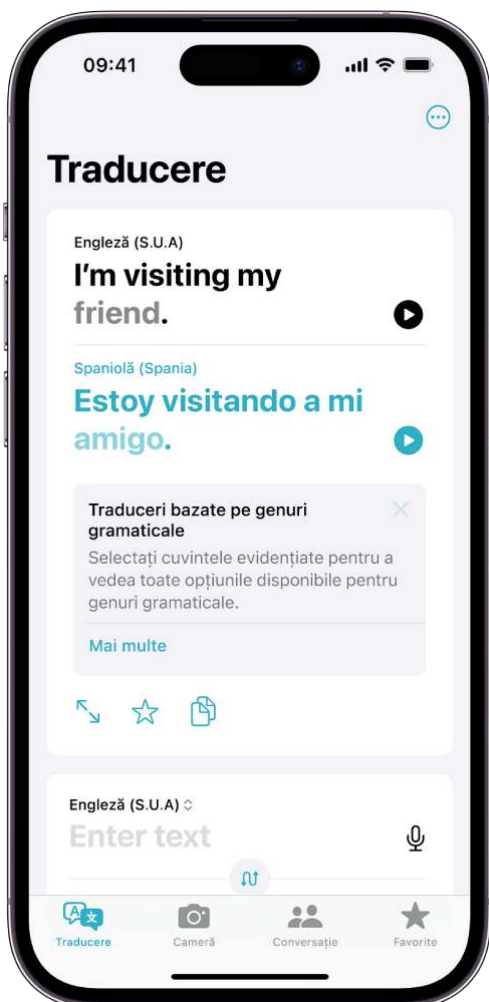 09:41
Traducere
Engleză (S.U.A)
I'm visiting my
friend.
Spaniolă (Spania)
Estoy visitando a mi
amigo.
Traduceri bazate pe genuri
gramaticale
Selectați cuvintele evidențiate pentru a
vedea toate opțiunile disponibile pentru
genuri gramaticale.
Mai multe
Engleză (S.U.A)
Enter text
Traducere Cameră Conversație Favorite